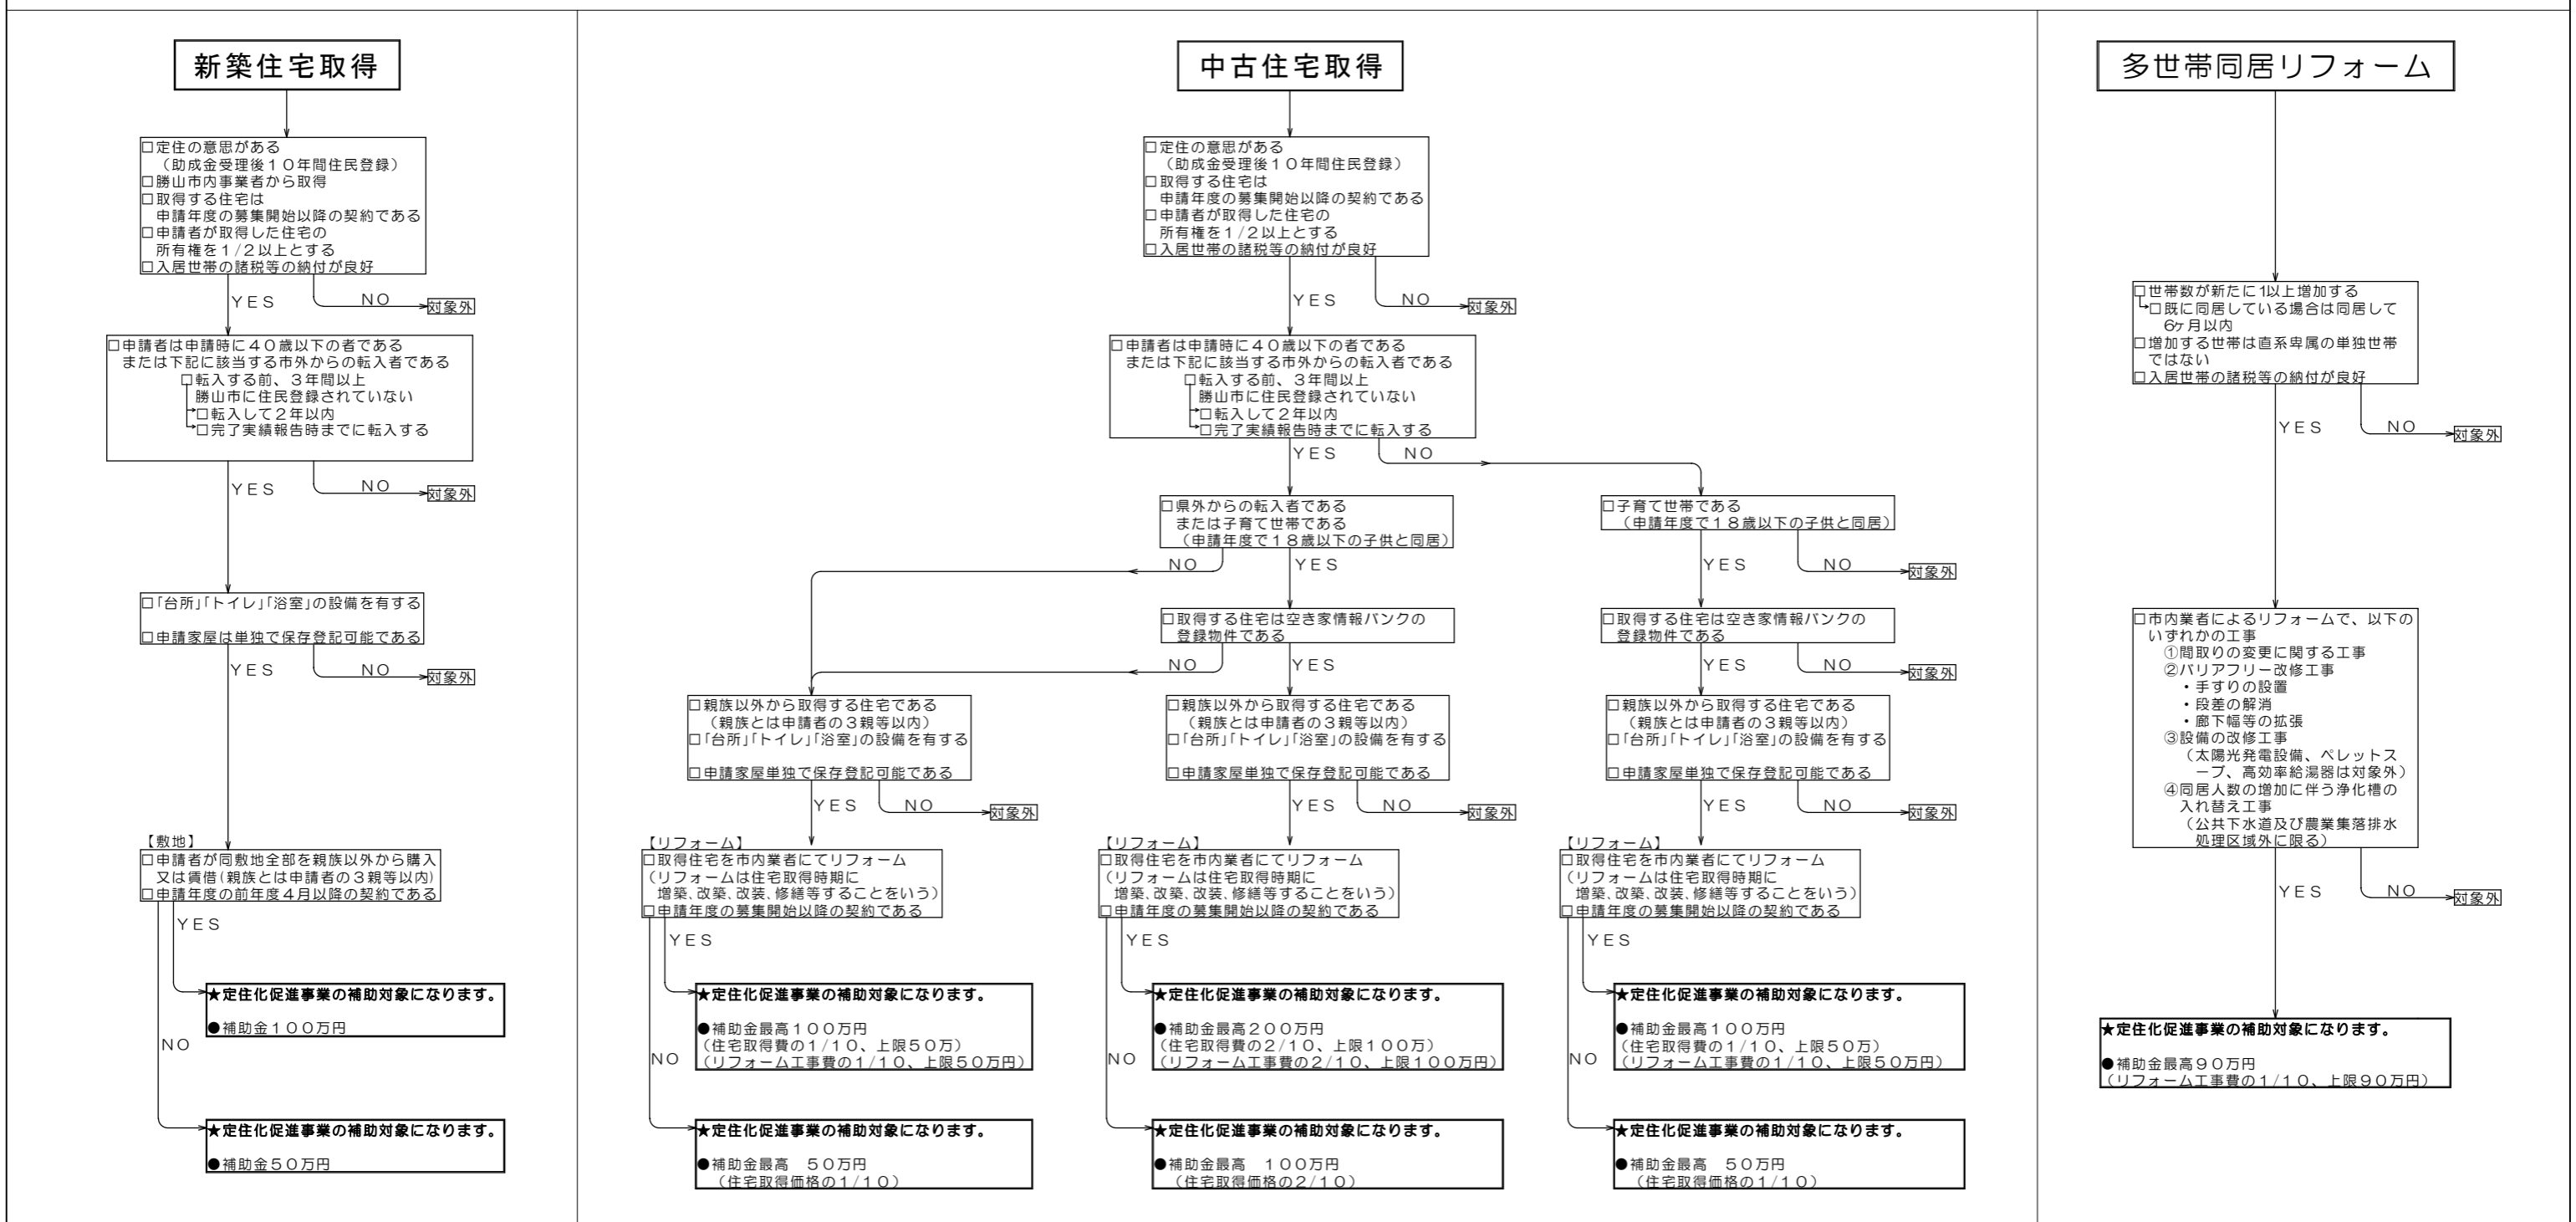 新築住宅取得
□定住の意思がある
（助成金受理後１０年間住民登録）
□勝山市内事業者から取得
□取得する住宅は
申請年度の募集開始以降の契約である
□申請者が取得した住宅の
所有権を１/２以上とする
□入居世帯の諸税等の納付が良好
ＹＥＳ
ＮＯ
対象外
□申請者は申請時に４０歳以下の者である
または下記に該当する市外からの転入者である
□転入する前、３年間以上
勝山市に住民登録されていない
□転入して２年以内
□完了実績報告時までに転入する
ＹＥＳ
ＮＯ
対象外
□｢台所｣｢トイレ｣｢浴室｣の設備を有する
□申請家屋は単独で保存登記可能である
ＹＥＳ
ＮＯ
対象外
【敷地】
□申請者が同敷地全部を親族以外から購入
又は賃借(親族とは申請者の３親等以内)
□申請年度の前年度４月以降の契約である
ＹＥＳ
★定住化促進事業の補助対象になります。
●補助金１００万円
ＮＯ
★定住化促進事業の補助対象になります。
●補助金５０万円
中古住宅取得
□定住の意思がある
（助成金受理後１０年間住民登録）
□取得する住宅は
申請年度の募集開始以降の契約である
□申請者が取得した住宅の
所有権を１/２以上とする
□入居世帯の諸税等の納付が良好
ＹＥＳ
ＮＯ
対象外
□申請者は申請時に４０歳以下の者である
または下記に該当する市外からの転入者である
□転入する前、３年間以上
勝山市に住民登録されていない
□転入して２年以内
□完了実績報告時までに転入する
ＹＥＳ
ＮＯ
□県外からの転入者である
または子育て世帯である
（申請年度で１８歳以下の子供と同居）
ＮＯ
ＹＥＳ
□子育て世帯である
（申請年度で１８歳以下の子供と同居）
ＹＥＳ
ＮＯ
対象外
□取得する住宅は空き家情報バンクの
登録物件である
ＮＯ
ＹＥＳ
□取得する住宅は空き家情報バンクの
登録物件である
ＹＥＳ
ＮＯ
対象外
□親族以外から取得する住宅である
（親族とは申請者の３親等以内）
□｢台所｣｢トイレ｣｢浴室｣の設備を有する
□申請家屋単独で保存登記可能である
ＹＥＳ
ＮＯ
対象外
【リフォーム】
□取得住宅を市内業者にてリフォーム
（リフォームは住宅取得時期に
増築､改築､改装､修繕等することをいう）
□申請年度の募集開始以降の契約である
ＹＥＳ
★定住化促進事業の補助対象になります。
●補助金最高１００万円
（住宅取得費の１/１０、上限５０万）
（リフォーム工事費の１/１０、上限５０万円）
ＮＯ
★定住化促進事業の補助対象になります。
●補助金最高　５０万円
（住宅取得価格の１/１０）
□親族以外から取得する住宅である
（親族とは申請者の３親等以内）
□｢台所｣｢トイレ｣｢浴室｣の設備を有する
□申請家屋単独で保存登記可能である
ＹＥＳ
ＮＯ
対象外
【リフォーム】
□取得住宅を市内業者にてリフォーム
（リフォームは住宅取得時期に
増築､改築､改装､修繕等することをいう）
□申請年度の募集開始以降の契約である
ＹＥＳ
★定住化促進事業の補助対象になります。
●補助金最高２００万円
（住宅取得費の２/１０、上限１００万）
（リフォーム工事費の２/１０、上限１００万円）
ＮＯ
★定住化促進事業の補助対象になります。
●補助金最高　１００万円
（住宅取得価格の２/１０）
□親族以外から取得する住宅である
（親族とは申請者の３親等以内）
□｢台所｣｢トイレ｣｢浴室｣の設備を有する
□申請家屋単独で保存登記可能である
ＹＥＳ
ＮＯ
対象外
【リフォーム】
□取得住宅を市内業者にてリフォーム
（リフォームは住宅取得時期に
増築､改築､改装､修繕等することをいう）
□申請年度の募集開始以降の契約である
ＹＥＳ
★定住化促進事業の補助対象になります。
●補助金最高１００万円
（住宅取得費の１/１０、上限５０万）
（リフォーム工事費の１/１０、上限５０万円）
ＮＯ
★定住化促進事業の補助対象になります。
●補助金最高　５０万円
（住宅取得価格の１/１０）
多世帯同居リフォーム
□世帯数が新たに1以上増加する
□既に同居している場合は同居して
6ヶ月以内
□増加する世帯は直系卑属の単独世帯
ではない
□入居世帯の諸税等の納付が良好
ＹＥＳ
ＮＯ
対象外
□市内業者によるリフォームで、以下の
いずれかの工事
①間取りの変更に関する工事
②バリアフリー改修工事
・手すりの設置
・段差の解消
・廊下幅等の拡張
③設備の改修工事
（太陽光発電設備、ペレットス
ーブ、高効率給湯器は対象外）
④同居人数の増加に伴う浄化槽の
入れ替え工事
（公共下水道及び農業集落排水
処理区域外に限る）
ＹＥＳ
ＮＯ
対象外
★定住化促進事業の補助対象になります。
●補助金最高９０万円
（リフォーム工事費の１/１０、上限９０万円）